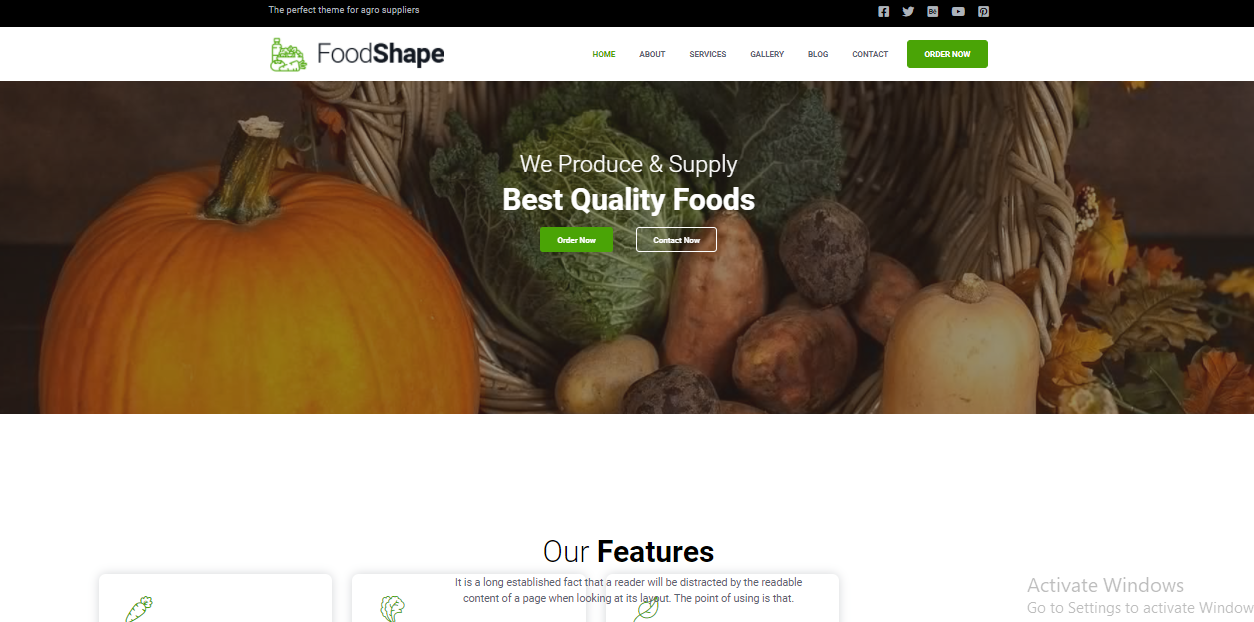 The perfect theme for agro suppliers
FoodShape
HOME ABOUT SERVICES GALLERY BLOG CONTACT ORDER NOW
We Produce & Supply
Best Quality Foods
Order Now Contact Now
Our Features
It is a long established fact that a reader will be distracted by the readable
content of a page when looking at its layout. The point of using is that.
Activate Windows
Go to Settings to activate Window